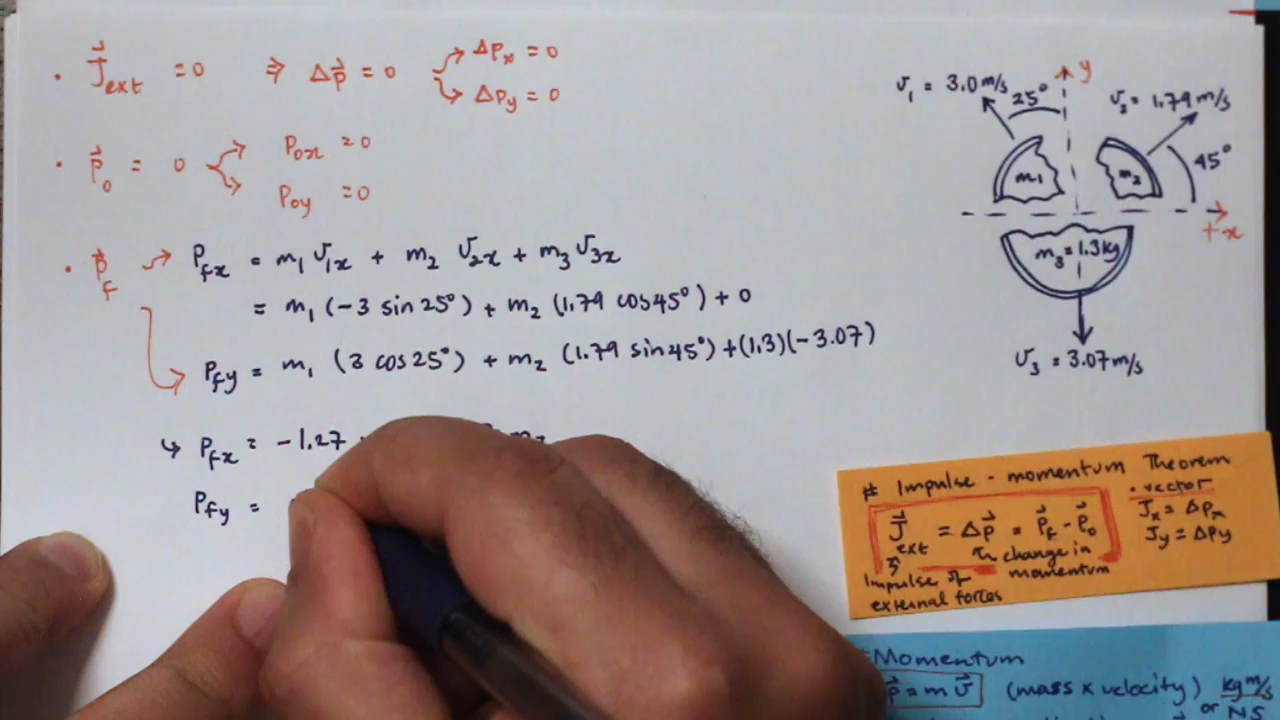 • J⃗ext = 0 ⇒ Δp⃗ = 0 → ΔPx = 0
→ ΔPy = 0
• P⃗o = 0 → Pox = 0
→ Poy = 0
• P⃗f → Pfx = m₁ v₁x + m₂ v₂x + m₃ v₃x
= m₁ (-3 sin 25°) + m₂ (1.79 cos 45°) + 0
→ Pfy = m₁ (3 cos 25°) + m₂ (1.79 sin 45°) + (1.3)(-3.07)
↳ Pfx = -1.27
Pfy =
v₁ = 3.0 m/s
25°
y
v₂ = 1.79 m/s
45°
m₁
m₂
+x
m₃ = 1.3 kg
v₃ = 3.07 m/s
# Impulse - momentum Theorem
• vector
J⃗ext = Δp⃗ = P⃗f - P⃗o
Jx = ΔPx
Jy = ΔPy
change in
momentum
Impulse of
external forces
Momentum
p⃗ = m v⃗ (mass x velocity) kg m/s
or NS